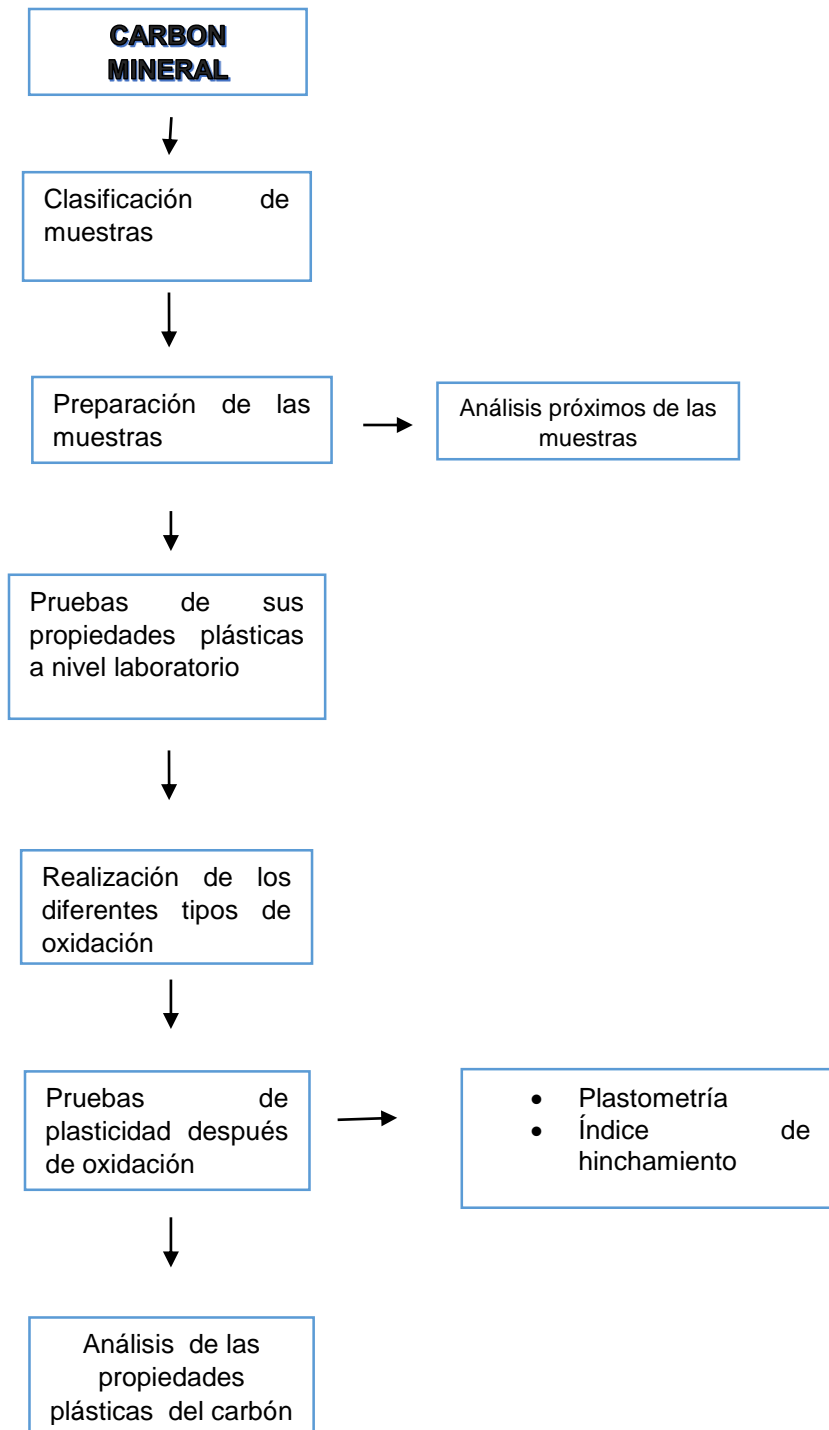 CARBON
MINERAL
Clasificación de
muestras
Preparación de las
muestras
Análisis próximos de las
muestras
Pruebas de sus
propiedades plásticas
a nivel laboratorio
Realización de los
diferentes tipos de
oxidación
Pruebas de
plasticidad después
de oxidación
• Plastometría
• Índice de
hinchamiento
Análisis de las
propiedades
plásticas del carbón